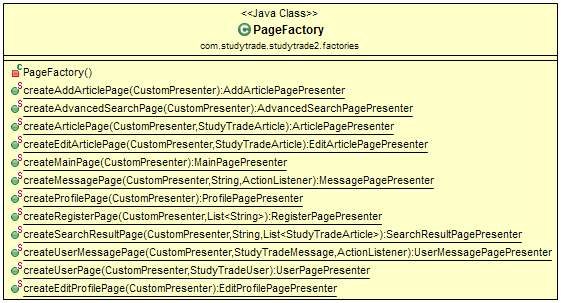 <<Java Class>>
PageFactory
com.studytrade.studytrade2.factories
PageFactory()
createAddArticlePage(CustomPresenter):AddArticlePagePresenter
createAdvancedSearchPage(CustomPresenter):AdvancedSearchPagePresenter
createArticlePage(CustomPresenter,StudyTradeArticle):ArticlePagePresenter
createEditArticlePage(CustomPresenter,StudyTradeArticle):EditArticlePagePresenter
createMainPage(CustomPresenter):MainPagePresenter
createMessagePage(CustomPresenter,String,ActionListener):MessagePagePresenter
createProfilePage(CustomPresenter):ProfilePagePresenter
createRegisterPage(CustomPresenter,List<String>):RegisterPagePresenter
createSearchResultPage(CustomPresenter,String,List<StudyTradeArticle>):SearchResultPagePresenter
createUserMessagePage(CustomPresenter,StudyTradeMessage,ActionListener):UserMessagePagePresenter
createUserPage(CustomPresenter,StudyTradeUser):UserPagePresenter
createEditProfilePage(CustomPresenter):EditProfilePagePresenter